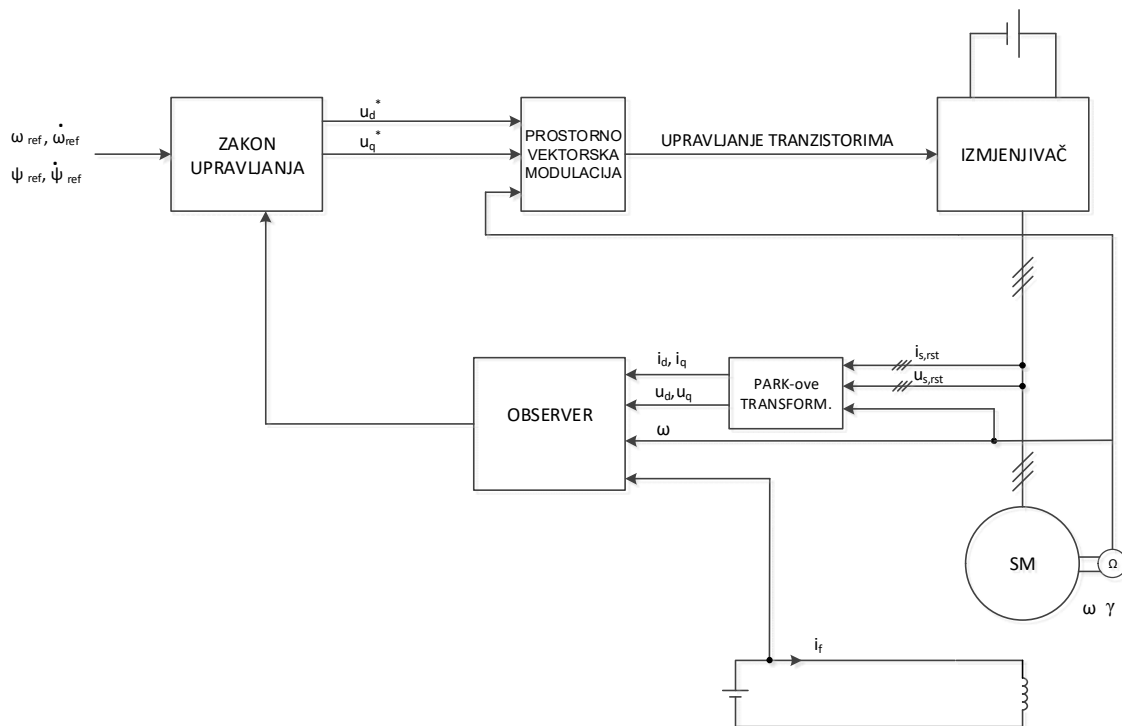 ω ref, ω̇ref
ψ ref, ψ̇ ref
ZAKON
UPRAVLJANJA
ud*
uq*
PROSTORNO
VEKTORSKA
MODULACIJA
UPRAVLJANJE TRANZISTORIMA
IZMJENJIVAČ
OBSERVER
id, iq
ud,uq
ω
PARK-ove
TRANSFORM.
is,rst
us,rst
SM
Ω
ω γ
if